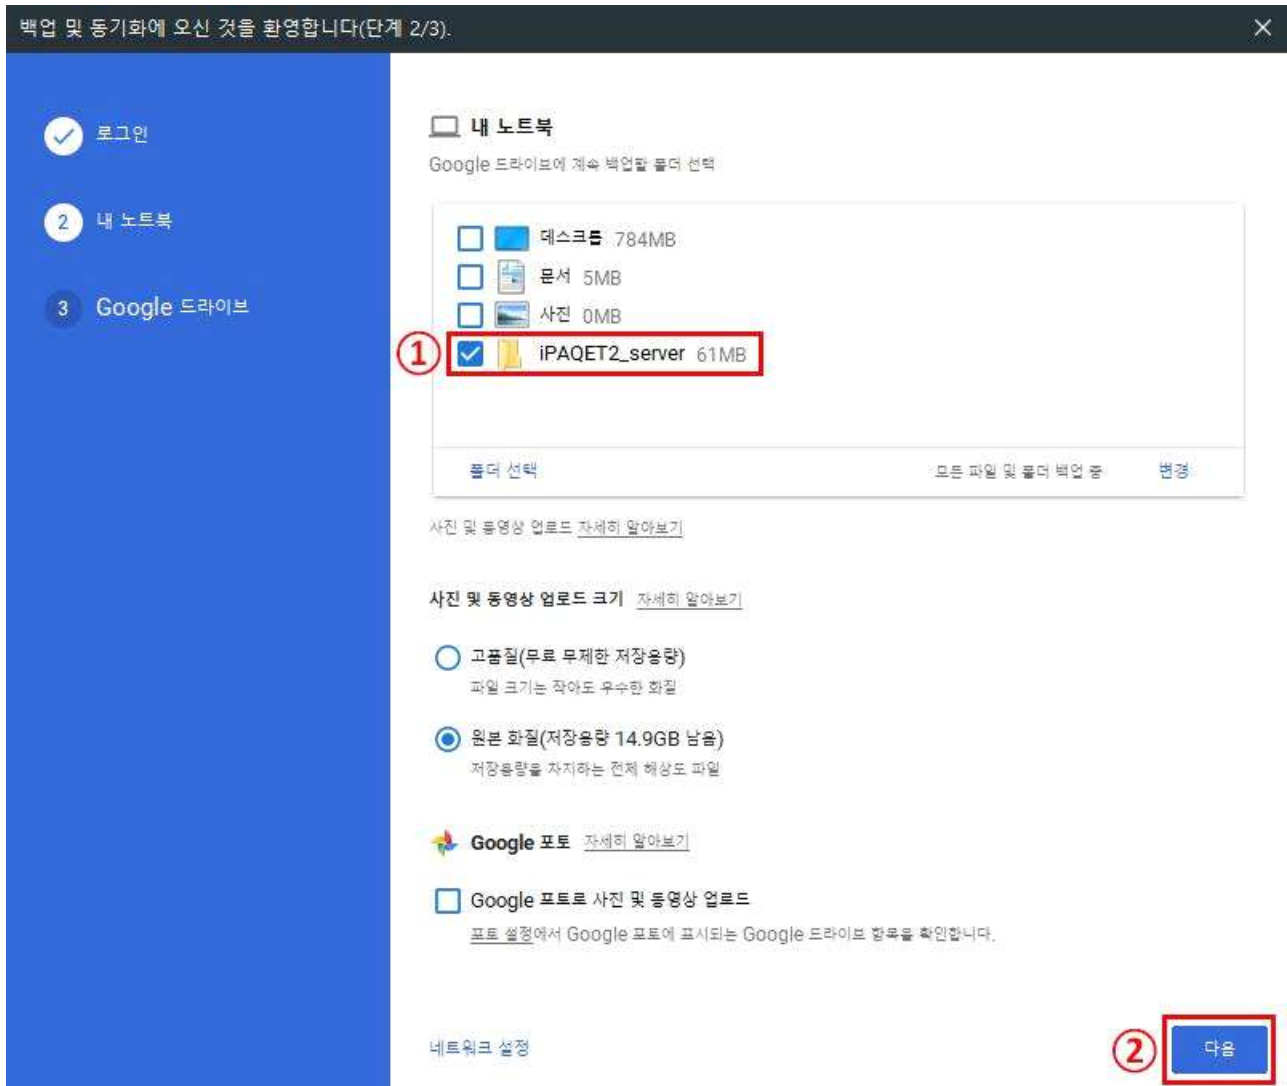 백업 및 동기화에 오신 것을 환영합니다(단계 2/3).
로그인
2 내 노트북
3 Google 드라이브
내 노트북
Google 드라이브에 계속 백업할 폴더 선택
데스크톱 784MB
문서 5MB
사진 0MB
① iPAQET2_server 61MB
폴더 선택 모든 파일 및 폴더 백업 중 변경
사진 및 동영상 업로드 자세히 알아보기
사진 및 동영상 업로드 크기 자세히 알아보기
고품질(무료 무제한 저장용량)
파일 크기는 작아도 우수한 화질
원본 화질(저장용량 14.9GB 남음)
저장용량을 차지하는 전체 해상도 파일
Google 포토 자세히 알아보기
Google 포토로 사진 및 동영상 업로드
포토 설정에서 Google 포토에 표시되는 Google 드라이브 항목을 확인합니다.
네트워크 설정
② 다음